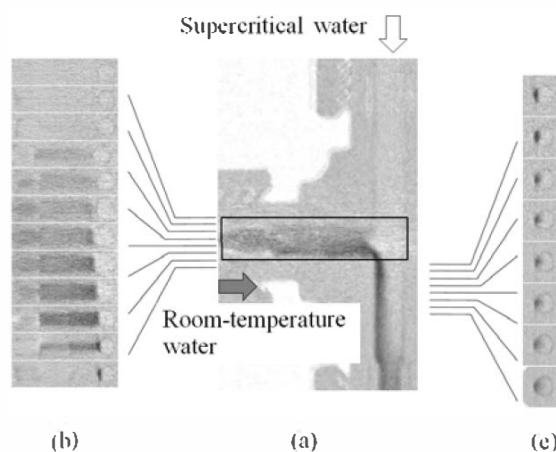 Supercritical water
Room-temperature
water
(b)
(a)
(c)